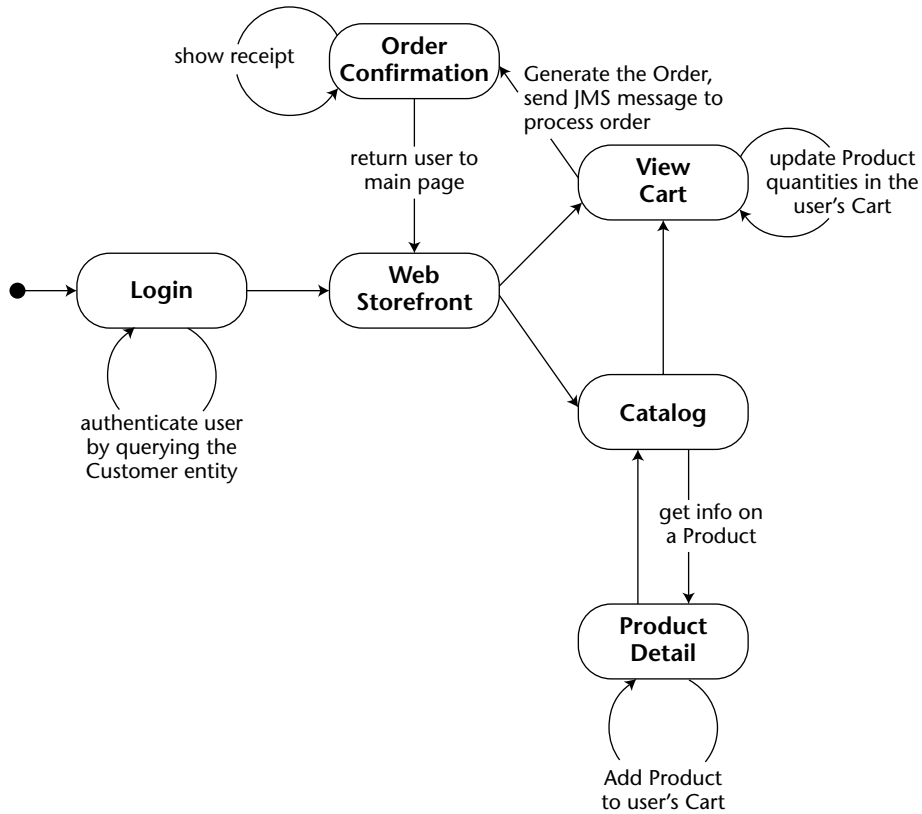 show receipt
Order
Confirmation
Generate the Order,
send JMS message to
process order
return user to
main page
View
Cart
update Product
quantities in the
user’s Cart
Login
Web
Storefront
authenticate user
by querying the
Customer entity
Catalog
get info on
a Product
Product
Detail
Add Product
to user’s Cart